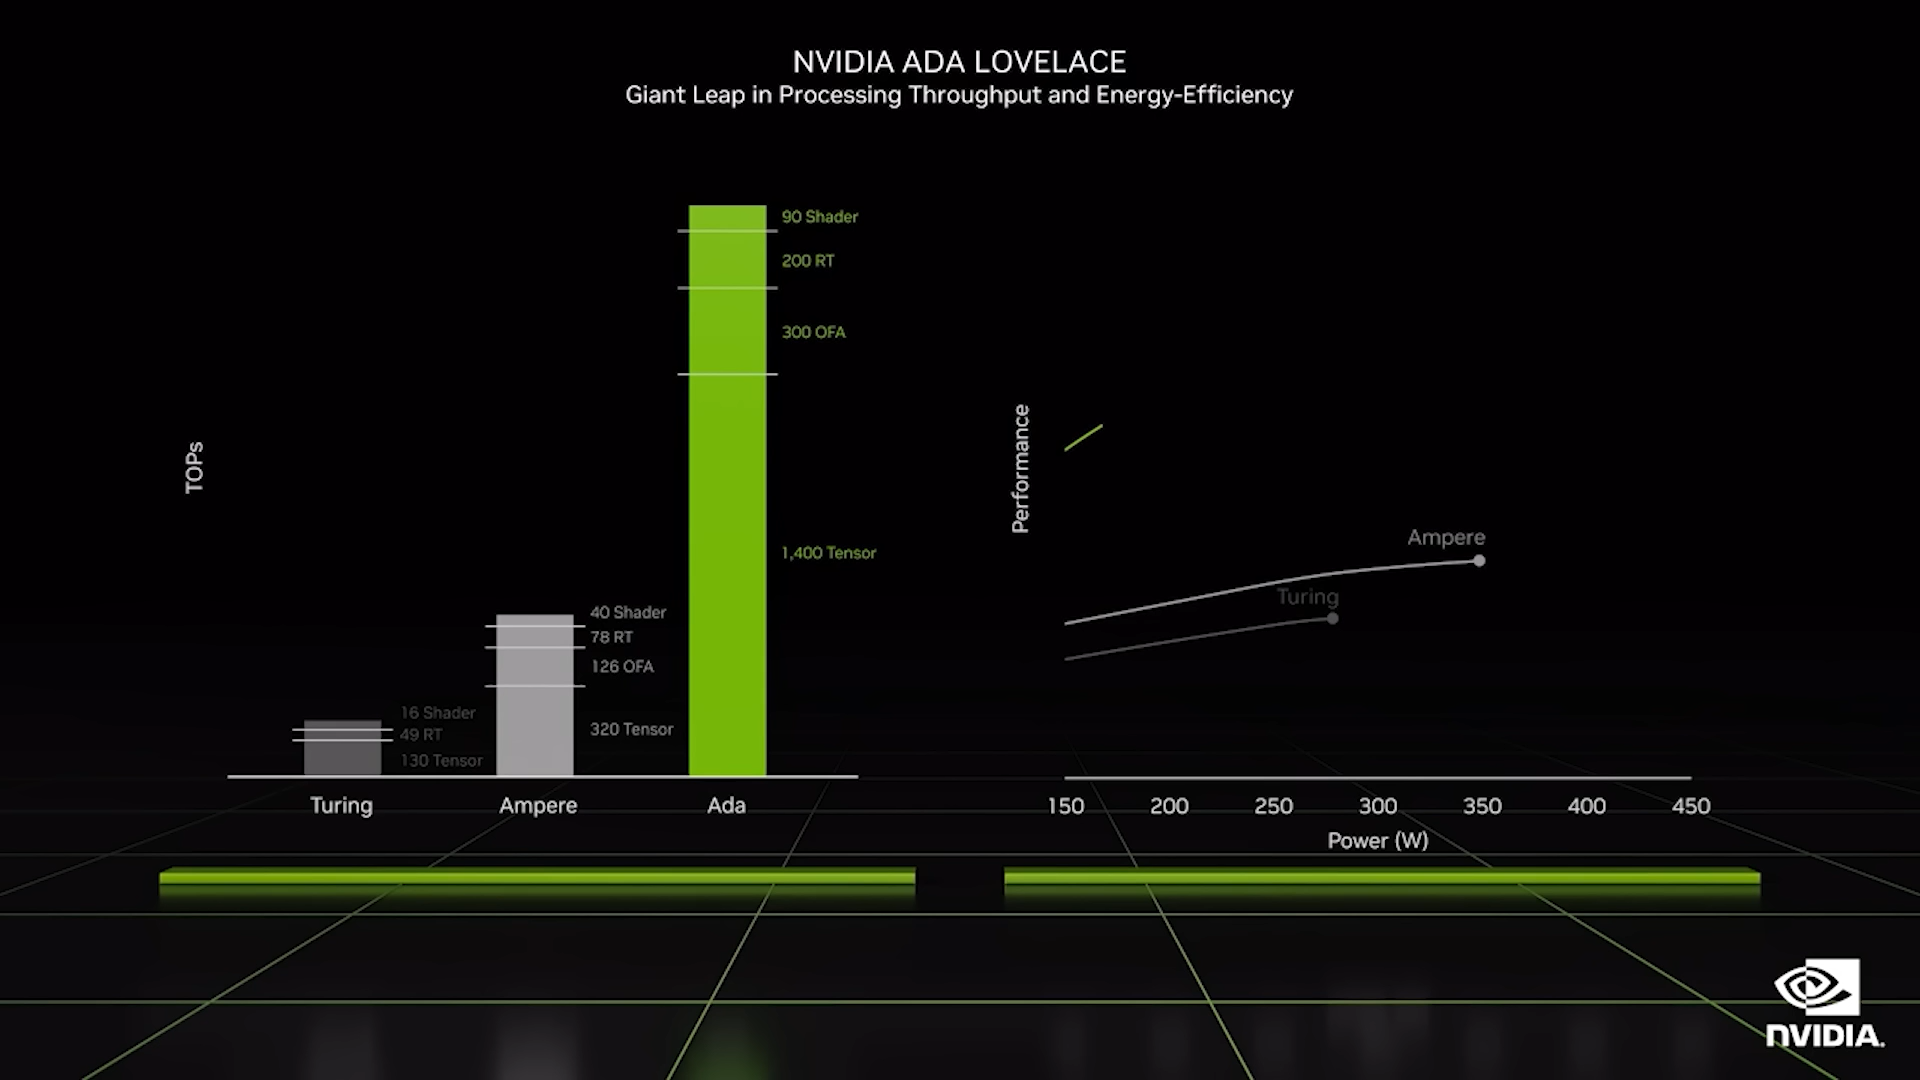 NVIDIA ADA LOVELACE
Giant Leap in Processing Throughput and Energy-Efficiency
TOPs
90 Shader
200 RT
300 OFA
1,400 Tensor
40 Shader
78 RT
126 OFA
320 Tensor
16 Shader
49 RT
130 Tensor
Turing Ampere Ada
Performance
Ampere
Turing
150 200 250 300 350 400 450
Power (W)
NVIDIA.